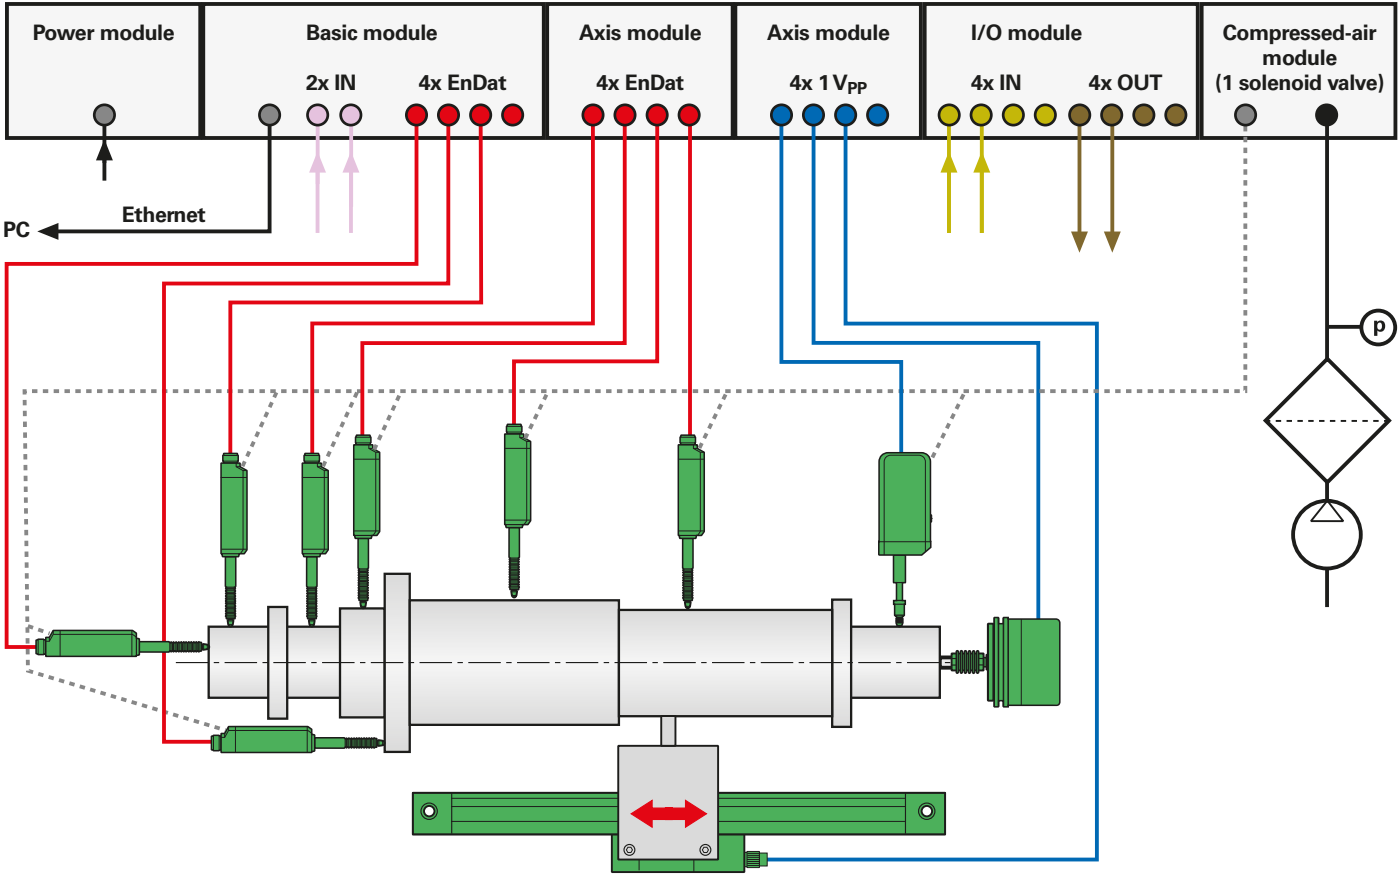 Power module
Basic module
2x IN
4x EnDat
Axis module
4x EnDat
Axis module
4x 1 VPP
I/O module
4x IN
4x OUT
Compressed-air
module
(1 solenoid valve)
Ethernet
PC
p